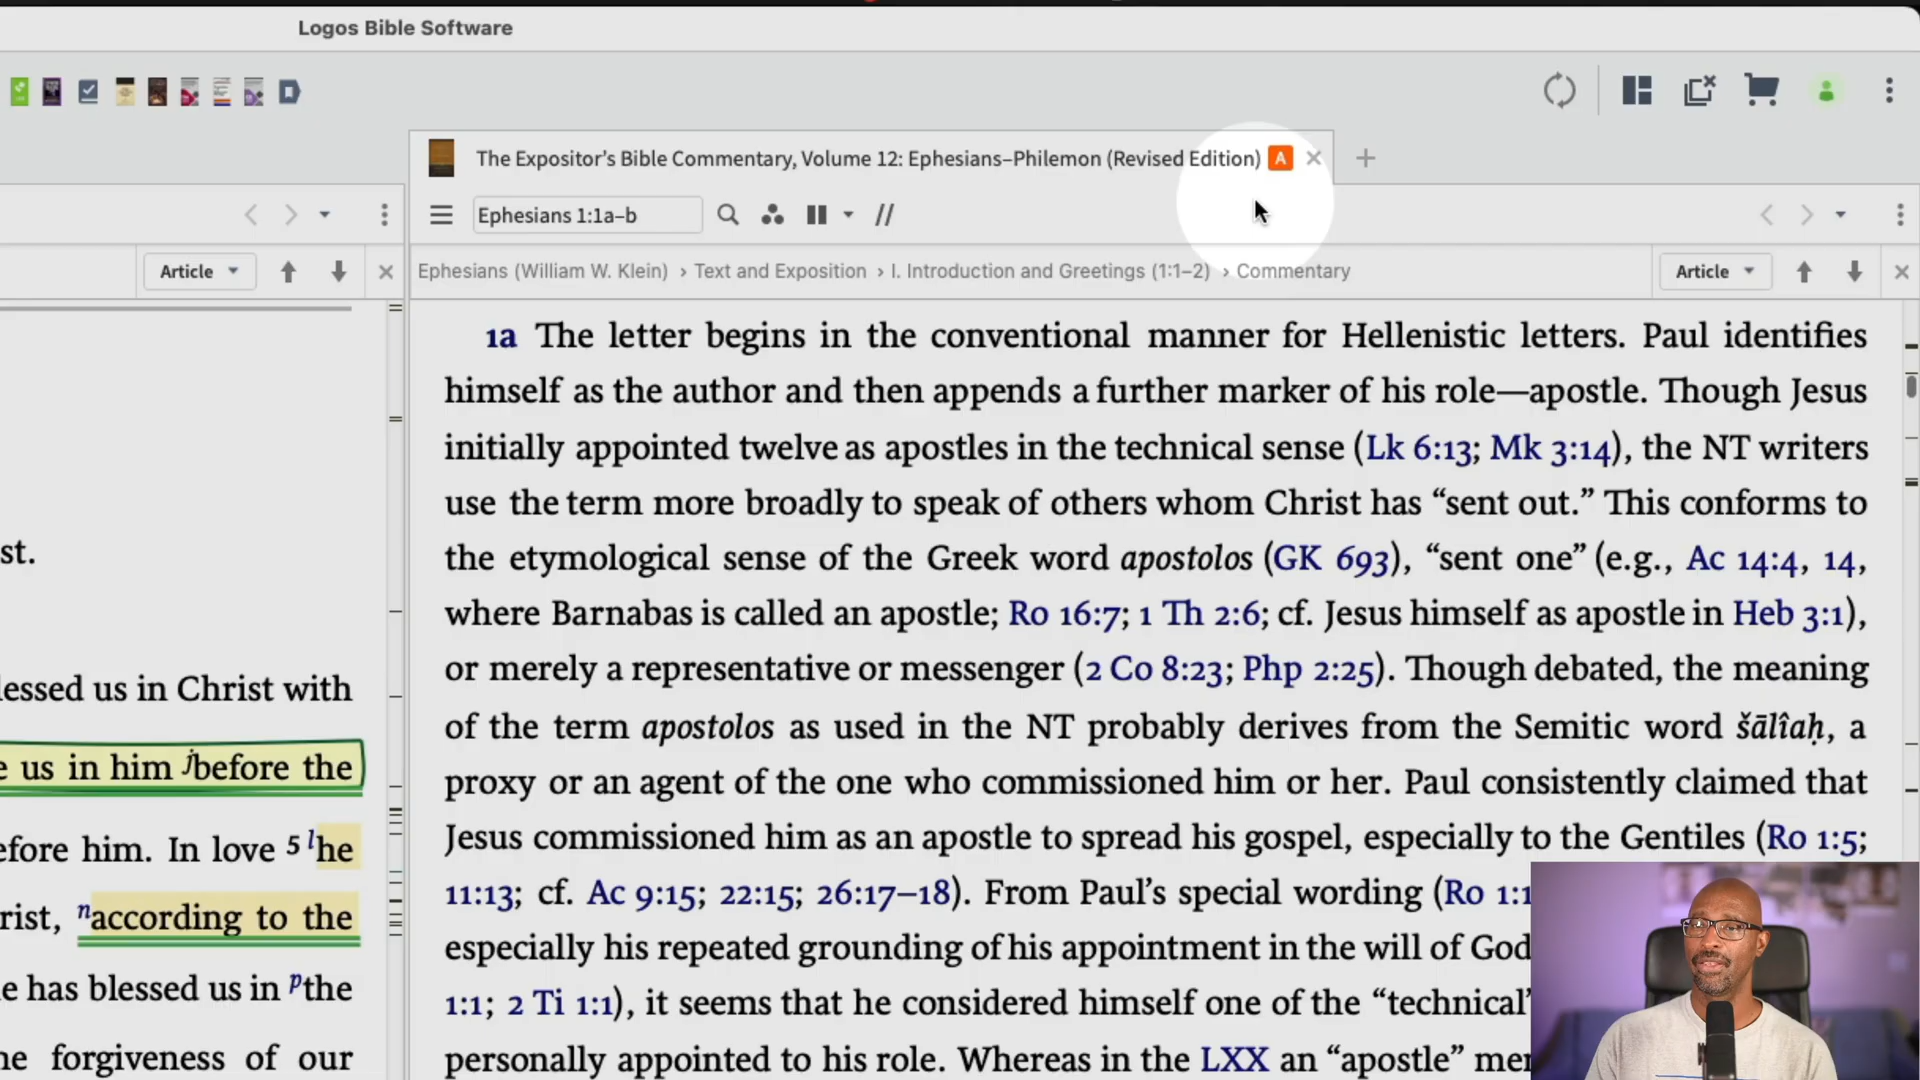 Logos Bible Software
The Expositor’s Bible Commentary, Volume 12: Ephesians–Philemon (Revised Edition) A
Ephesians 1:1a–b
Article
Ephesians (William W. Klein) › Text and Exposition › I. Introduction and Greetings (1:1–2) › Commentary
Article
st.
lessed us in Christ with
e us in him ʲbefore the
efore him. In love 5 ˡhe
rist, ⁿaccording to the
e has blessed us in ᵖthe
ne forgiveness of our
1a The letter begins in the conventional manner for Hellenistic letters. Paul identifies
himself as the author and then appends a further marker of his role—apostle. Though Jesus
initially appointed twelve as apostles in the technical sense (Lk 6:13; Mk 3:14), the NT writers
use the term more broadly to speak of others whom Christ has “sent out.” This conforms to
the etymological sense of the Greek word apostolos (GK 693), “sent one” (e.g., Ac 14:4, 14,
where Barnabas is called an apostle; Ro 16:7; 1 Th 2:6; cf. Jesus himself as apostle in Heb 3:1),
or merely a representative or messenger (2 Co 8:23; Php 2:25). Though debated, the meaning
of the term apostolos as used in the NT probably derives from the Semitic word šālîaḥ, a
proxy or an agent of the one who commissioned him or her. Paul consistently claimed that
Jesus commissioned him as an apostle to spread his gospel, especially to the Gentiles (Ro 1:5;
11:13; cf. Ac 9:15; 22:15; 26:17–18). From Paul’s special wording (Ro 1:1
especially his repeated grounding of his appointment in the will of God
1:1; 2 Ti 1:1), it seems that he considered himself one of the “technical”
personally appointed to his role. Whereas in the LXX an “apostle” mer